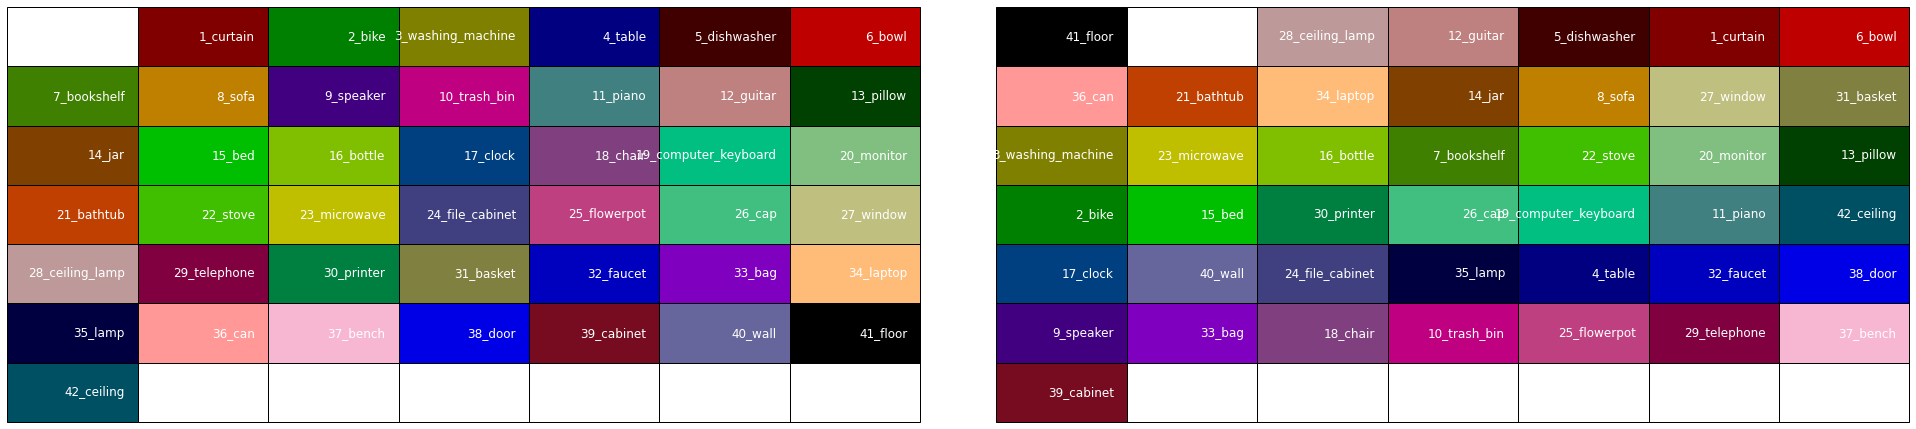 1_curtain 2_bike 3_washing_machine 4_table 5_dishwasher 6_bowl
7_bookshelf 8_sofa 9_speaker 10_trash_bin 11_piano 12_guitar 13_pillow
14_jar 15_bed 16_bottle 17_clock 18_chair 19_computer_keyboard 20_monitor
21_bathtub 22_stove 23_microwave 24_file_cabinet 25_flowerpot 26_cap 27_window
28_ceiling_lamp 29_telephone 30_printer 31_basket 32_faucet 33_bag 34_laptop
35_lamp 36_can 37_bench 38_door 39_cabinet 40_wall 41_floor
42_ceiling
41_floor 28_ceiling_lamp 12_guitar 5_dishwasher 1_curtain 6_bowl
36_can 21_bathtub 34_laptop 14_jar 8_sofa 27_window 31_basket
3_washing_machine 23_microwave 16_bottle 7_bookshelf 22_stove 20_monitor 13_pillow
2_bike 15_bed 30_printer 26_cap 19_computer_keyboard 11_piano 42_ceiling
17_clock 40_wall 24_file_cabinet 35_lamp 4_table 32_faucet 38_door
9_speaker 33_bag 18_chair 10_trash_bin 25_flowerpot 29_telephone 37_bench
39_cabinet